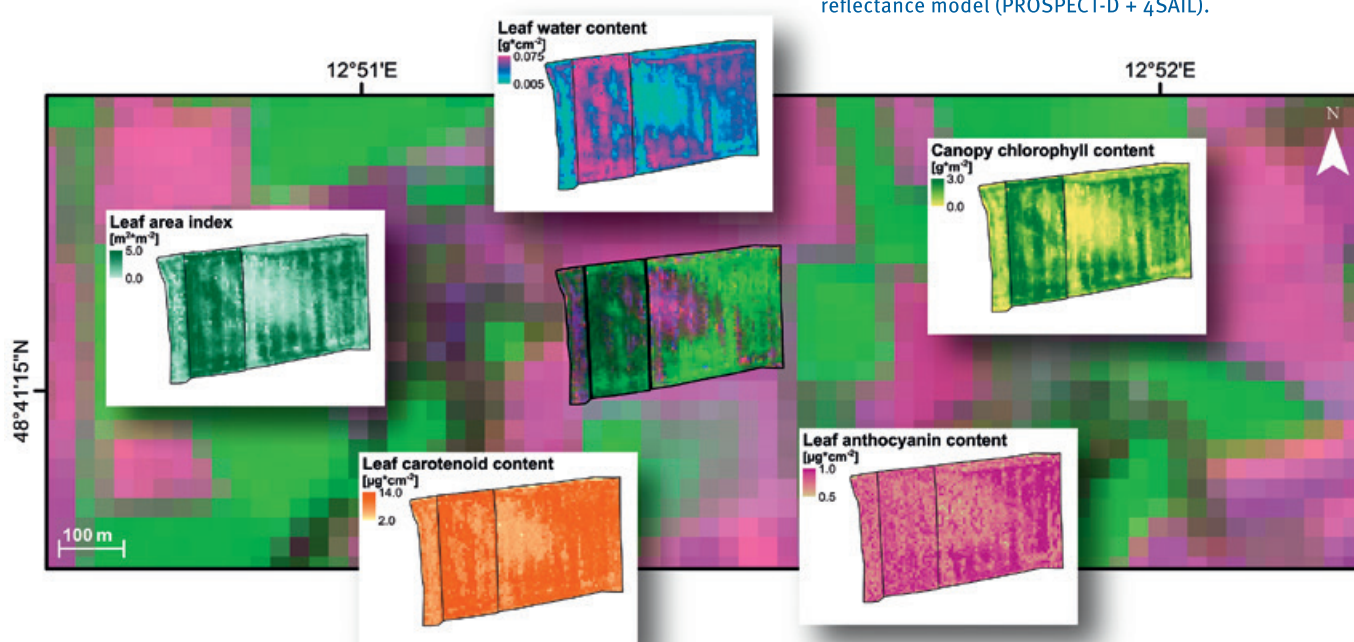 reflectance model (PROSPECT-D + 4SAIL).
Leaf water content
[g*cm⁻²]
0.075
0.005
12°51'E
12°52'E
N
Canopy chlorophyll content
[g*m⁻²]
3.0
0.0
Leaf area index
[m²*m⁻²]
5.0
0.0
48°41'15"N
Leaf carotenoid content
[µg*cm⁻²]
14.0
2.0
Leaf anthocyanin content
[µg*cm⁻²]
1.0
0.5
100 m